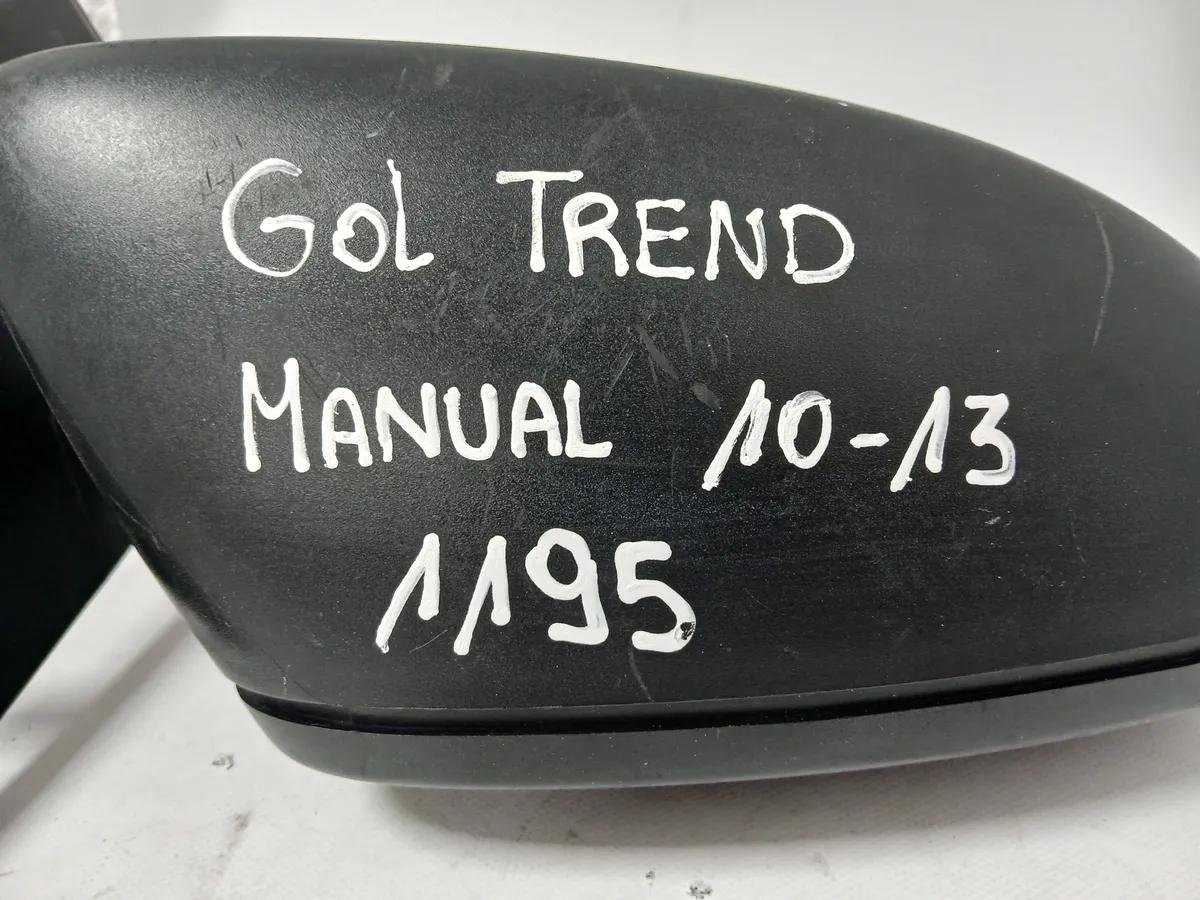 GOL TREND
MANUAL 10-13
1195